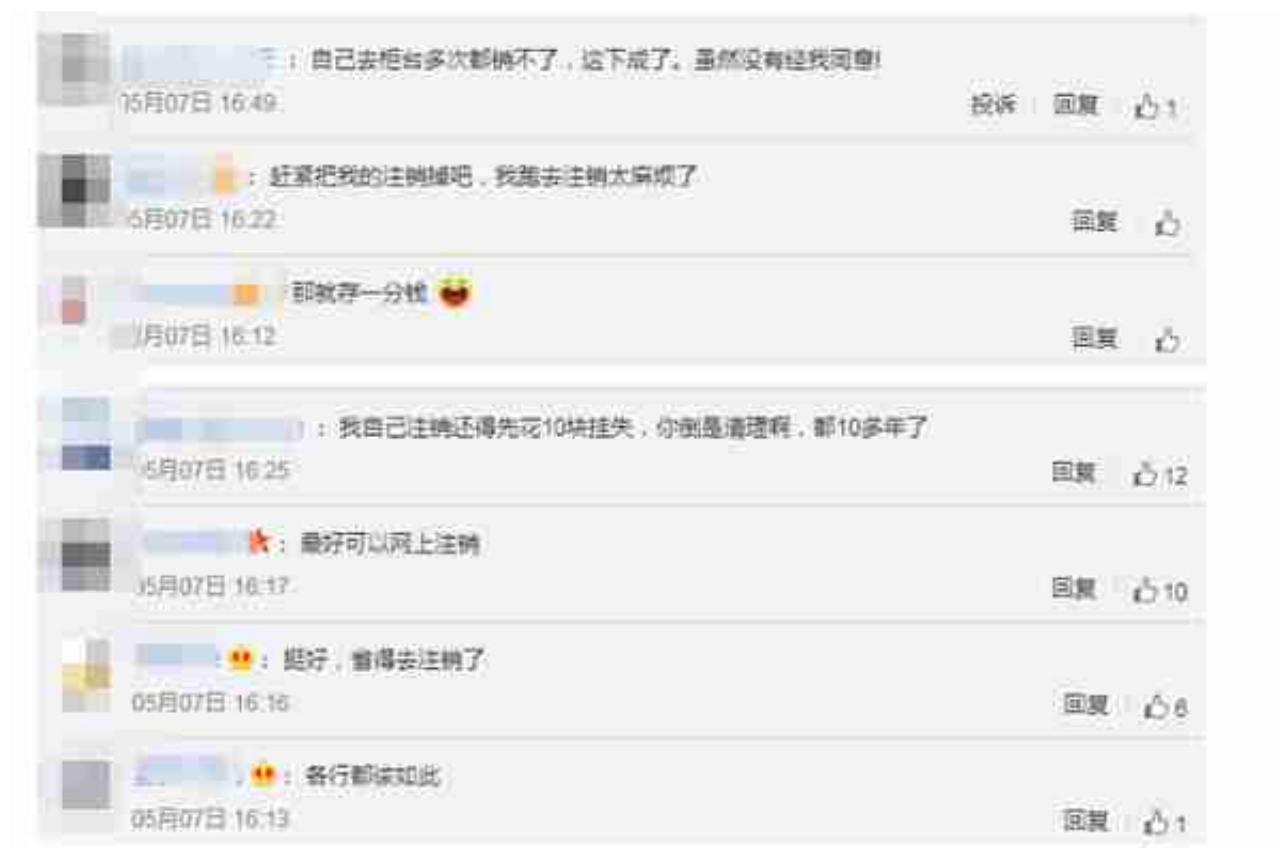 ：自己去柜台多次都销不了，这下成了。虽然没有经我同意!
05月07日 16:49
投诉 回复 1
：赶紧把我的注销掉吧，我跑去注销太麻烦了
05月07日 16:22
回复
那就存一分钱
月07日 16:12
回复
：我自己注销还得先花10块挂失，你倒是清理啊，都10多年了
05月07日 16:25
回复 12
：最好可以网上注销
05月07日 16:17
回复 10
：挺好，省得去注销了
05月07日 16:16
回复 6
：各行都该如此
05月07日 16:13
回复 1